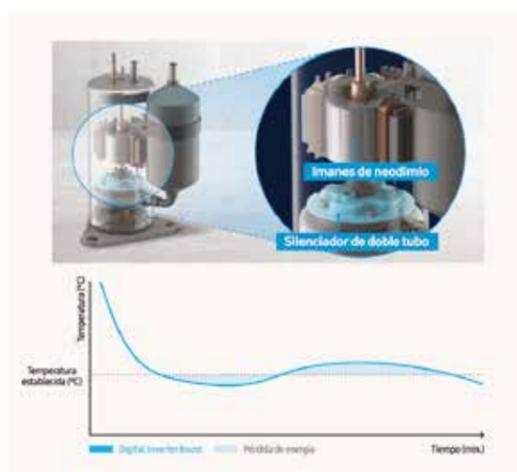 Imanes de neodimio
Silenciador de doble tubo
Temperatura (ºC)
Temperatura
establecida (ºC)
Digital Inverter Boost
Pérdida de energía
Tiempo (min.)